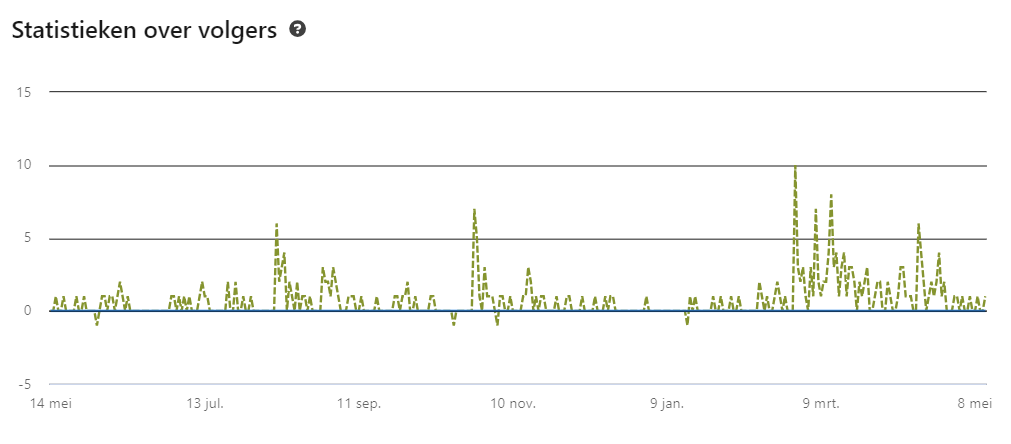 Statistieken over volgers ?
15
10
5
0
-5
14 mei 13 jul. 11 sep. 10 nov. 9 jan. 9 mrt. 8 mei